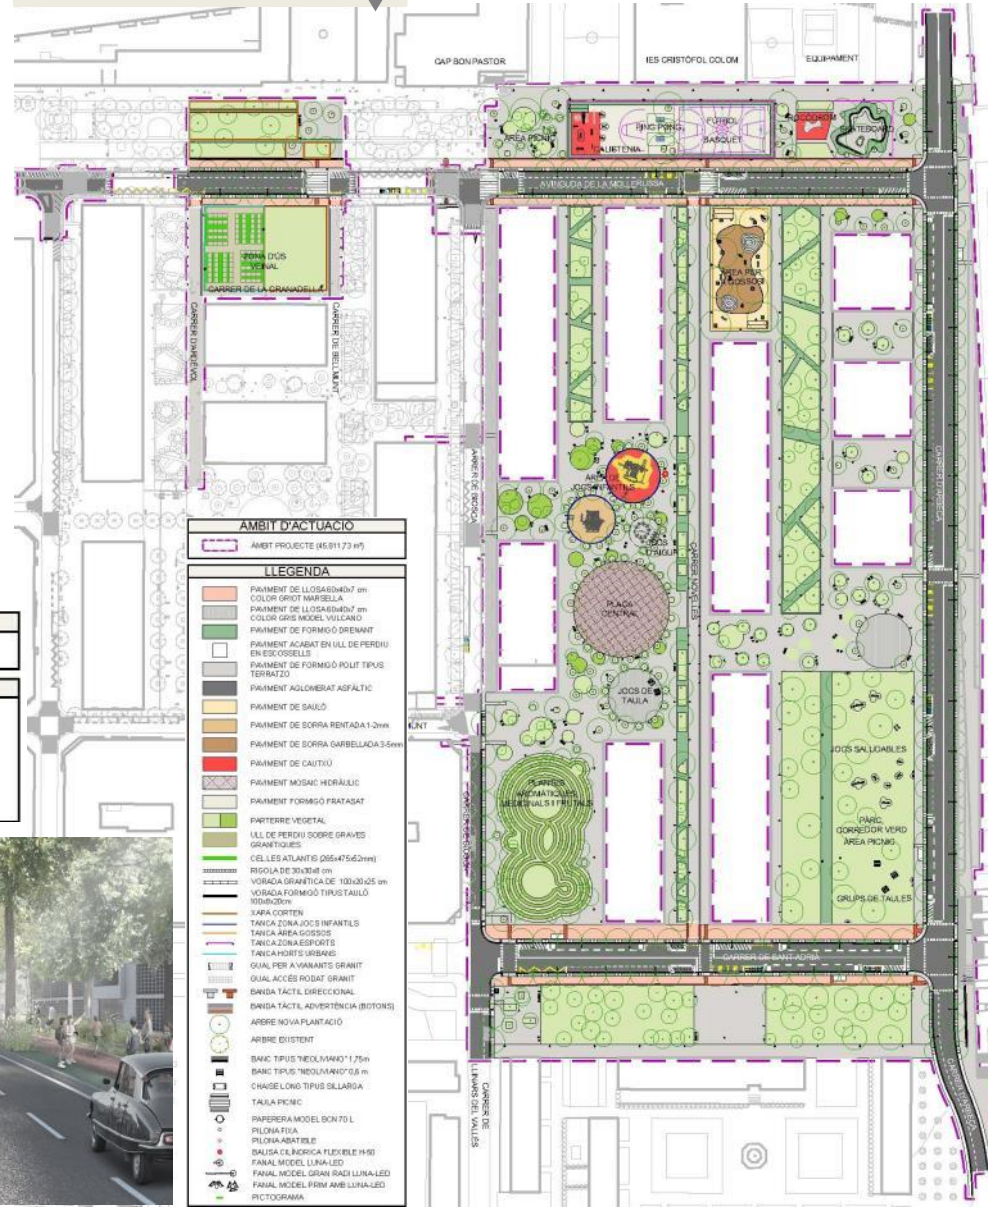 CAP BON PASTOR
IES CRISTÒFOL COLOM
EQUIPAMENT
ÀREA PICNIC
CALISTENIA
PING PONG
FUTBOL
BASQUET
ROCODROM
SKATEBOARD
AVINGUDA DE LA MOLLERUSSA
ZONA D'ÚS
VEÏNAL
CARRER DE LA GRANADELLA
CARRER D'ARDÈVOL
CARRER DE BELLMUNT
ÀREA PER
GOSSOS
CARRER DE BIOSCA
ÀREA DE
JOCS INFANTILS
JOCS
D'AIGUA
PLAÇA
CENTRAL
CARRER NOVELLES
JOCS DE
TAULA
JOCS SALUDABLES
PLANTES
AROMÀTIQUES
MEDICINALS I FRUITALS
PARC,
CORREDOR VERD
ÀREA PICNIC
GRUPS DE TAULES
CARRER DE SANT ADRIÀ
CARRER DE
LLINARS DEL VALLÈS
ÀMBIT D'ACTUACIÓ
ÀMBIT PROJECTE (45.811,73 m²)
LLEGENDA
PAVIMENT DE LLOSA 60x40x7 cm
COLOR GRIOT MARSELLA
PAVIMENT DE LLOSA 60x40x7 cm
COLOR GRIS MODEL VULCANO
PAVIMENT DE FORMIGÓ DRENANT
PAVIMENT ACABAT EN ULL DE PERDIU
EN ESCOSSELLS
PAVIMENT DE FORMIGÓ POLIT TIPUS
TERRATZO
PAVIMENT AGLOMERAT ASFÀLTIC
PAVIMENT DE SAULÓ
PAVIMENT DE SORRA RENTADA 1-2mm
PAVIMENT DE SORRA GARBELLADA 3-5mm
PAVIMENT DE CAUTXÚ
PAVIMENT MOSAIC HIDRÀULIC
PAVIMENT FORMIGÓ FRATASAT
PARTERRE VEGETAL
ULL DE PERDIU SOBRE GRAVES
GRANÍTIQUES
CEL.LES ATLANTIS (265x475x52mm)
RIGOLA DE 30x30x8 cm
VORADA GRANÍTICA DE 100x20x25 cm
VORADA FORMIGÓ TIPUS TAULÓ
100x8x20cm
XAPA CORTEN
TANCA ZONA JOCS INFANTILS
TANCA ÀREA GOSSOS
TANCA ZONA ESPORTS
TANCA HORTS URBANS
GUAL PER A VIANANTS GRANIT
GUAL ACCÉS RODAT GRANIT
BANDA TÀCTIL DIRECCIONAL
BANDA TÀCTIL ADVERTÈNCIA (BOTONS)
ARBRE NOVA PLANTACIÓ
ARBRE EXISTENT
BANC TIPUS "NEOLIVIANO" 1,75m
BANC TIPUS "NEOLIVIANO" 0,6 m
CHAISE LONG TIPUS SILLARGA
TAULA PICNIC
PAPERERA MODEL BCN 70 L
PILONA FIXA
PILONA ABATIBLE
BALISA CILÍNDRICA FLEXIBLE H-50
FANAL MODEL LUNA-LED
FANAL MODEL GRAN RADI LUNA-LED
FANAL MODEL PRIM AMB LUNA-LED
PICTOGRAMA